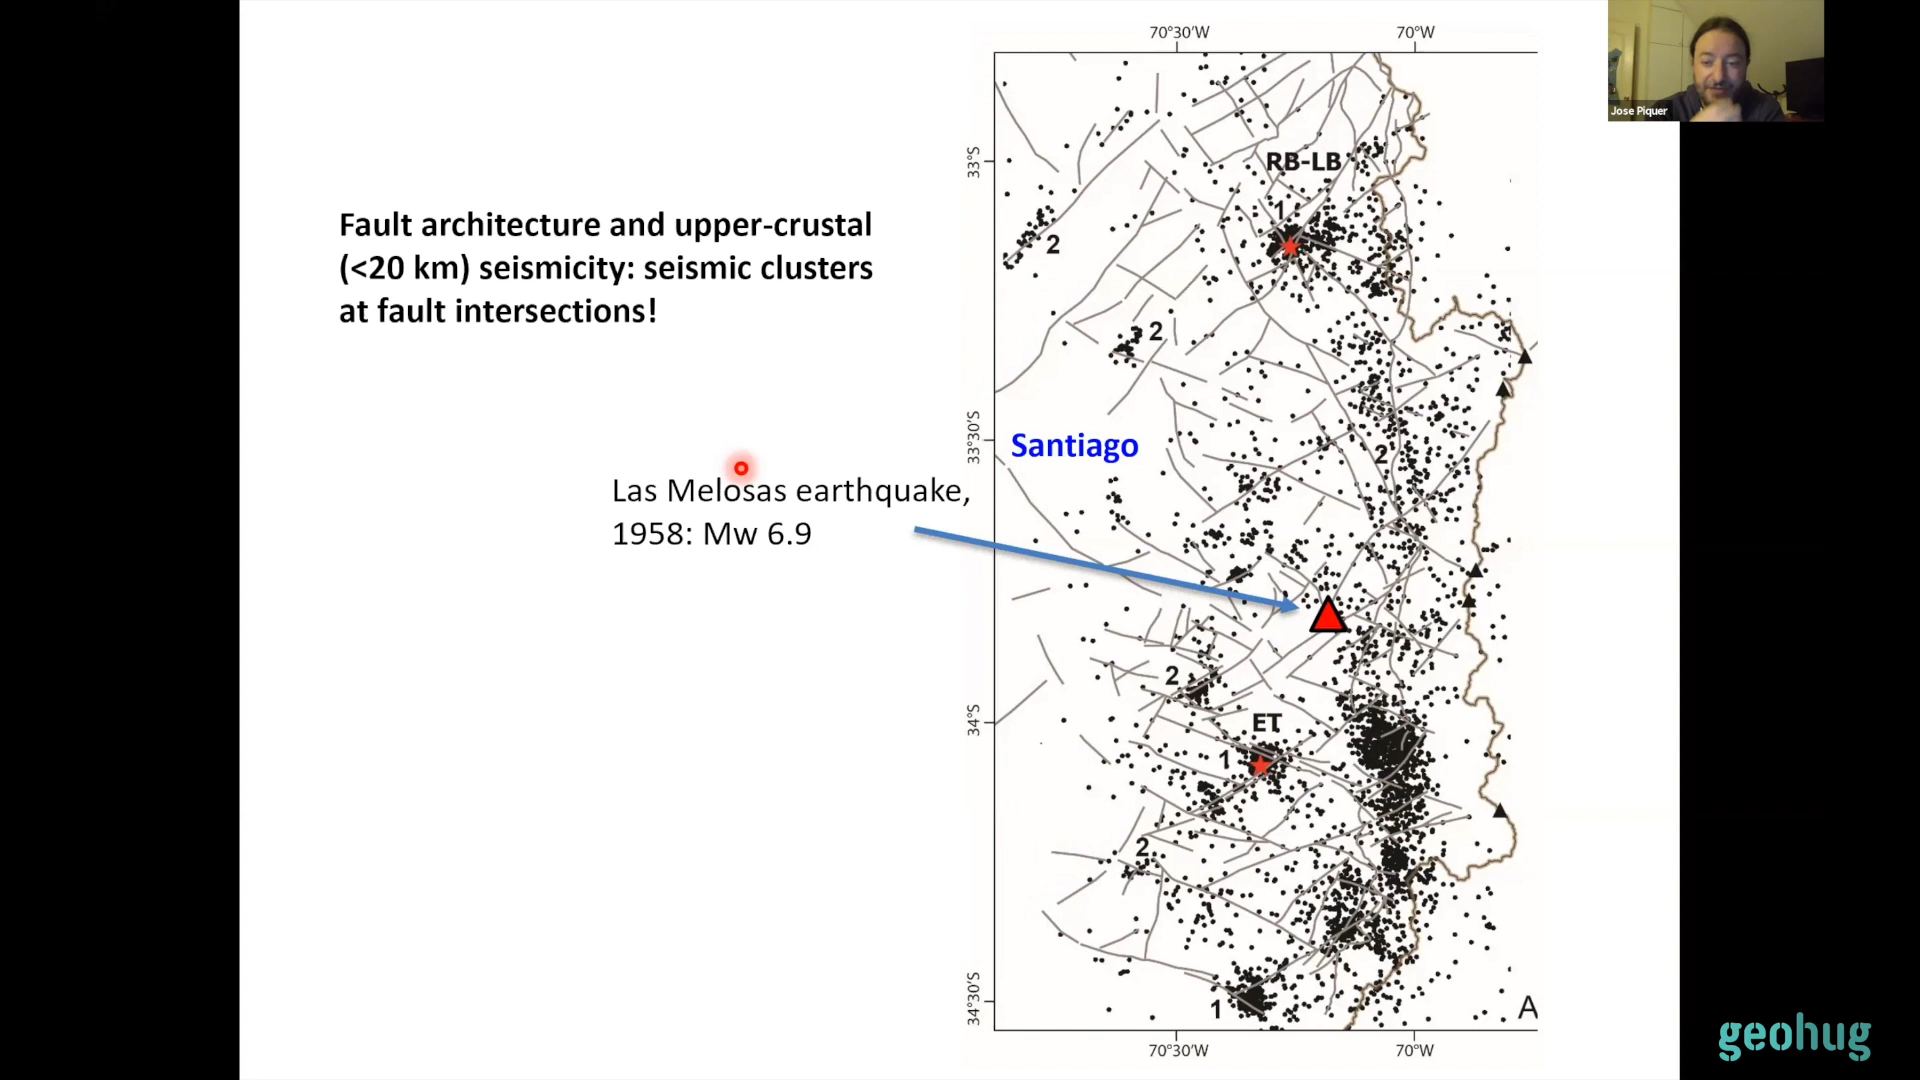 70°30'W
70°W
Jose Piquer
33°S
RB-LB
1
2
Fault architecture and upper-crustal
(<20 km) seismicity: seismic clusters
at fault intersections!
2
33°30'S
Santiago
2
Las Melosas earthquake,
1958: Mw 6.9
2
34°S
ET
1
2
34°30'S
1
A
70°30'W
70°W
geohug